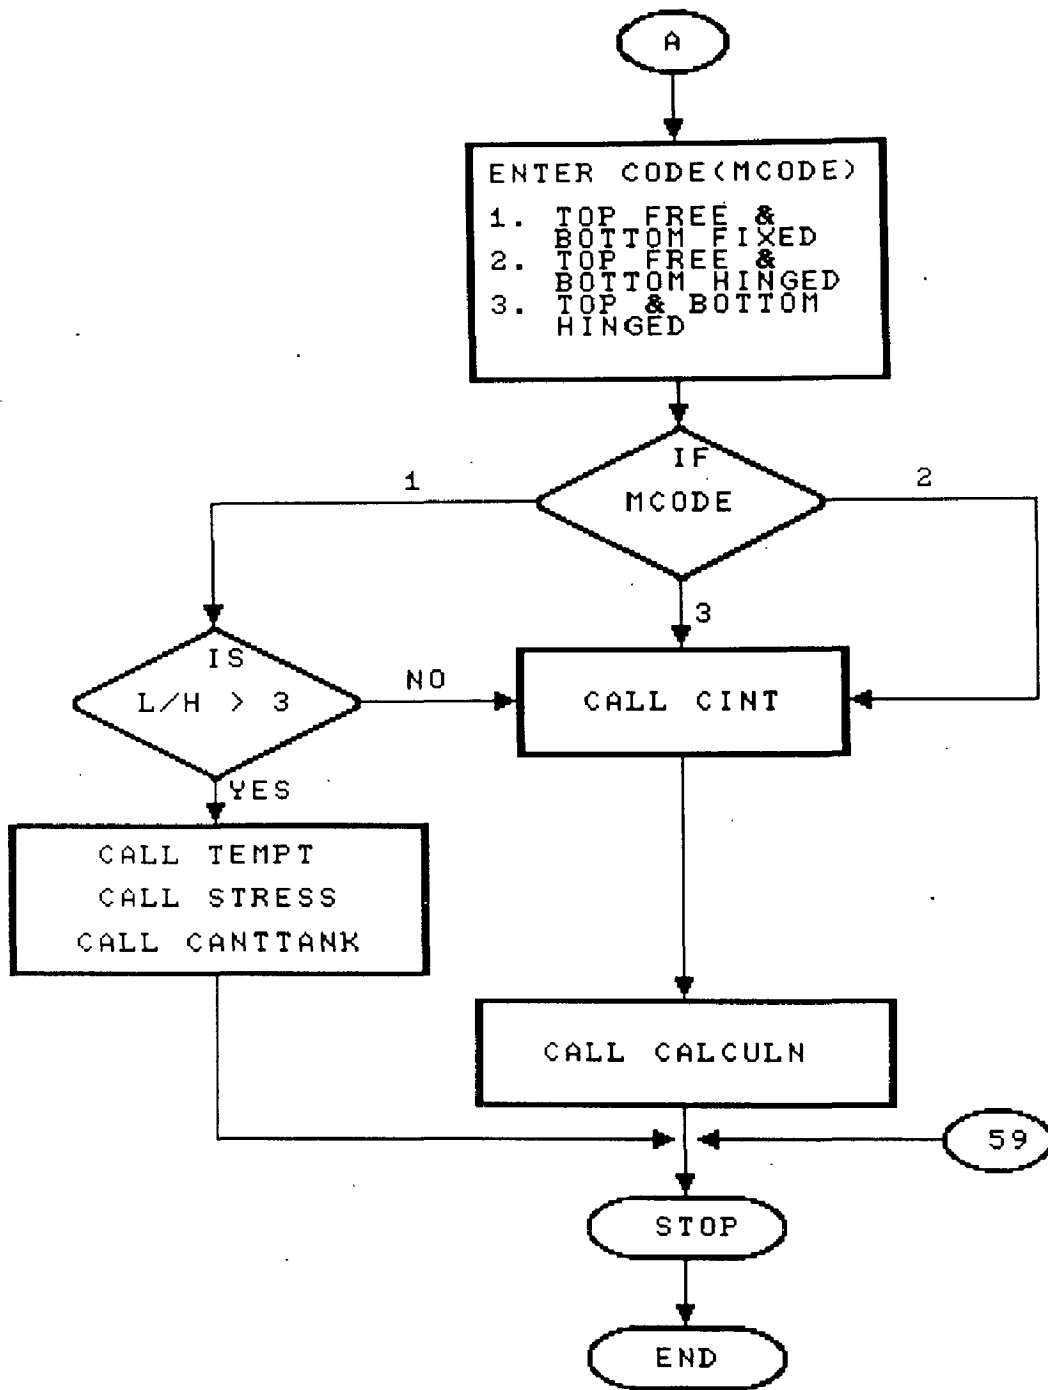 A
ENTER CODE(MCODE)
1. TOP FREE &
BOTTOM FIXED
2. TOP FREE &
BOTTOM HINGED
3. TOP & BOTTOM
HINGED
IF
MCODE
1
2
3
IS
L/H > 3
NO
CALL CINT
YES
CALL TEMPT
CALL STRESS
CALL CANTTANK
CALL CALCULN
59
STOP
END